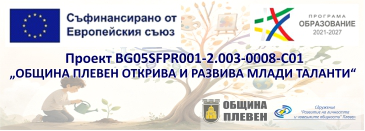 Съфинансирано от
Европейския съюз
ПРОГРАМА
ОБРАЗОВАНИЕ
2021-2027
Проект BG05SFPR001-2.003-0008-C01
„ОБЩИНА ПЛЕВЕН ОТКРИВА И РАЗВИВА МЛАДИ ТАЛАНТИ“
ОБЩИНА
ПЛЕВЕН
Сдружение